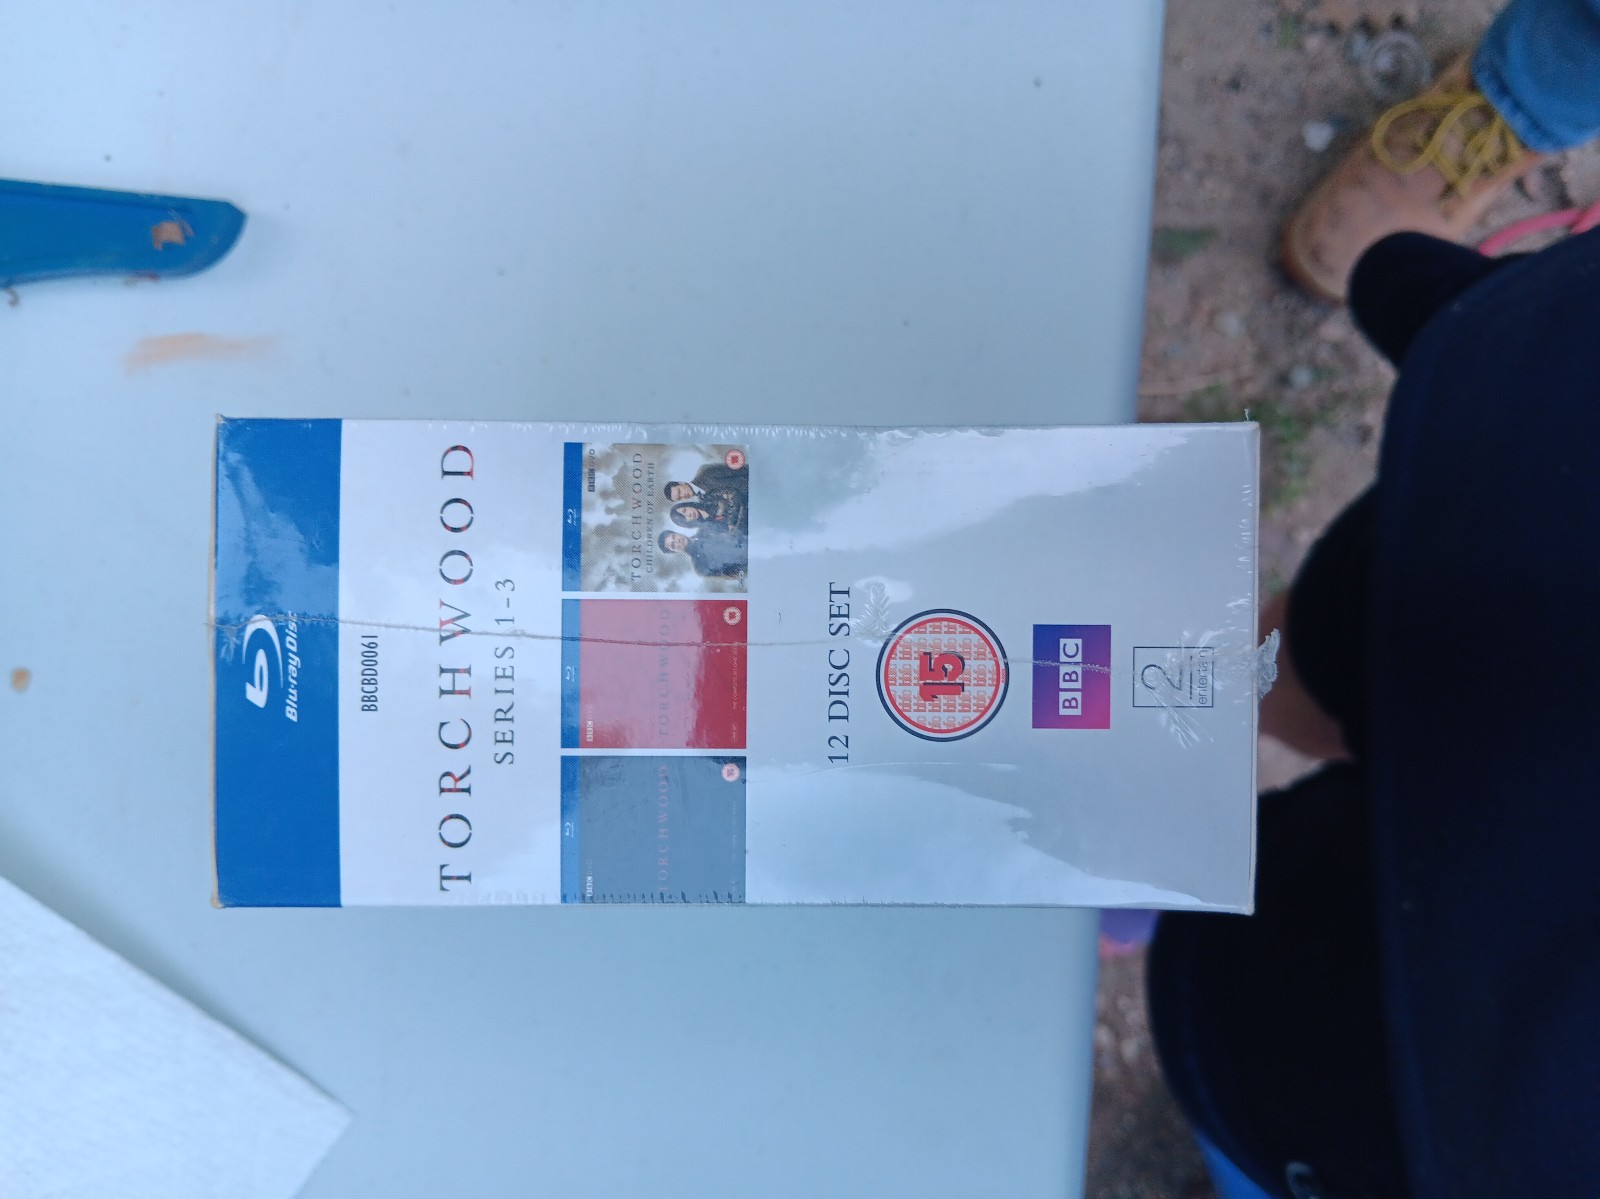 Blu-ray Disc
BBCBD0061
TORCHWOOD
SERIES 1-3
TORCHWOOD
TORCHWOOD
TORCHWOOD
CHILDREN OF EARTH
12 DISC SET
15
BBC
2
entertain